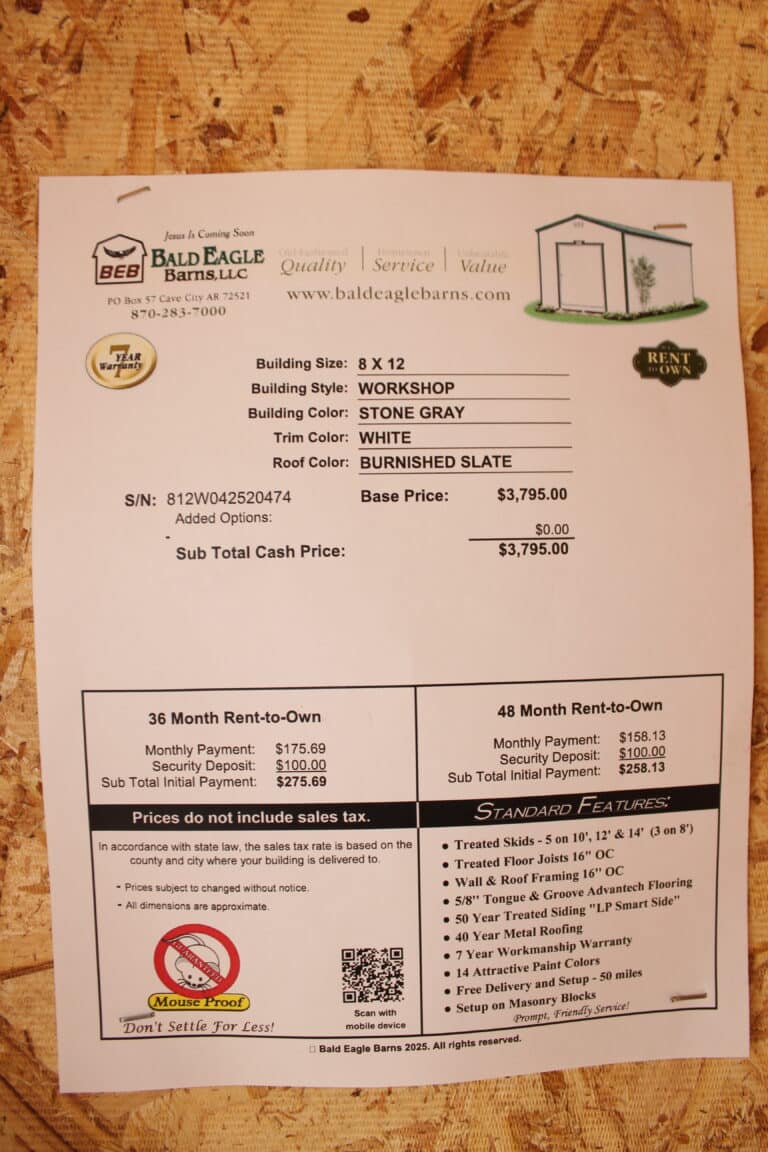 Jesus Is Coming Soon
BEB
BALD EAGLE
BARNS, LLC
PO Box 57 Cave City AR 72521
870-283-7000
Old Fashioned Hometown Unbeatable
Quality | Service | Value
www.baldeaglebarns.com
7
YEAR
Warranty
RENT
TO OWN
Building Size: 8 X 12
Building Style: WORKSHOP
Building Color: STONE GRAY
Trim Color: WHITE
Roof Color: BURNISHED SLATE
S/N: 812W042520474 Base Price: $3,795.00
Added Options:
- $0.00
Sub Total Cash Price: $3,795.00
36 Month Rent-to-Own
Monthly Payment: $175.69
Security Deposit: $100.00
Sub Total Initial Payment: $275.69
48 Month Rent-to-Own
Monthly Payment: $158.13
Security Deposit: $100.00
Sub Total Initial Payment: $258.13
Prices do not include sales tax.
In accordance with state law, the sales tax rate is based on the
county and city where your building is delivered to.
- Prices subject to changed without notice.
- All dimensions are approximate.
GUARANTEED
Mouse Proof
Don't Settle For Less!
Scan with
mobile device
STANDARD FEATURES:
• Treated Skids - 5 on 10', 12' & 14' (3 on 8')
• Treated Floor Joists 16" OC
• Wall & Roof Framing 16" OC
• 5/8" Tongue & Groove Advantech Flooring
• 50 Year Treated Siding "LP Smart Side"
• 40 Year Metal Roofing
• 7 Year Workmanship Warranty
• 14 Attractive Paint Colors
• Free Delivery and Setup - 50 miles
• Setup on Masonry Blocks
Prompt, Friendly Service!
▯ Bald Eagle Barns 2025. All rights reserved.